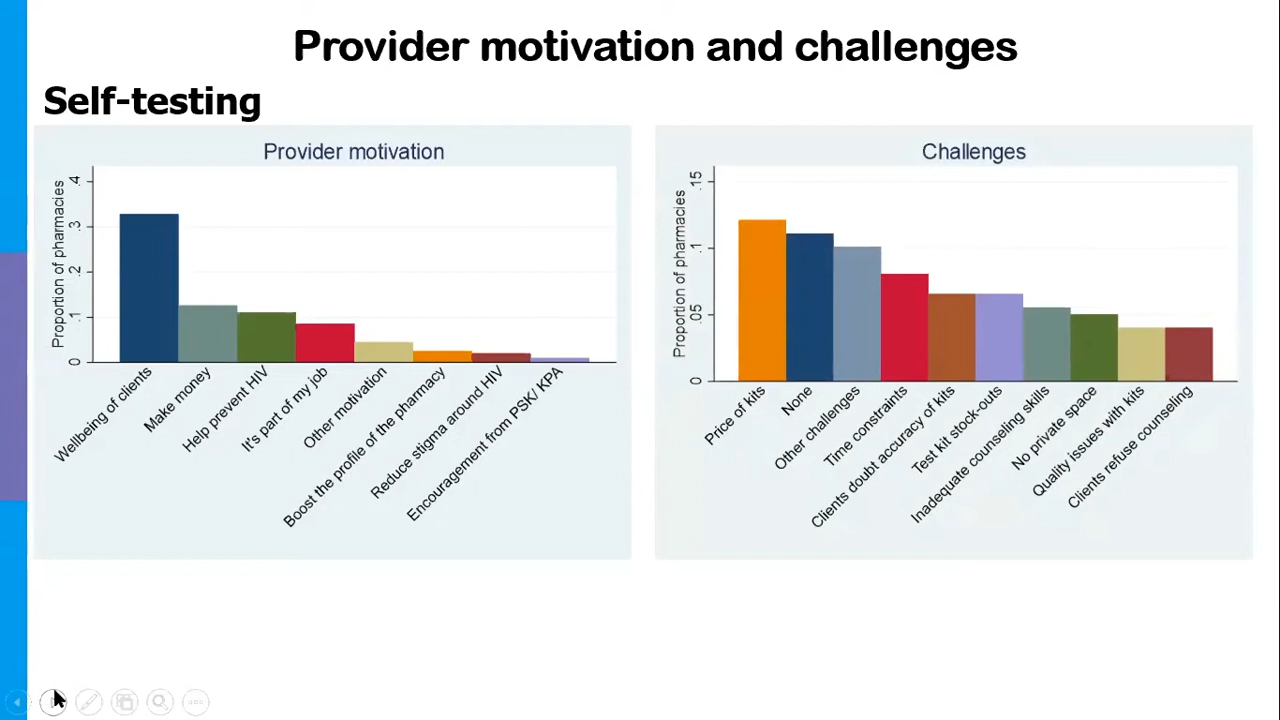 Provider motivation and challenges
Self-testing
Provider motivation
Proportion of pharmacies
.4
.3
.2
.1
0
Wellbeing of clients
Make money
Help prevent HIV
It's part of my job
Other motivation
Boost the profile of the pharmacy
Reduce stigma around HIV
Encouragement from PSK/ KPA
Challenges
Proportion of pharmacies
.15
.1
.05
0
Price of kits
None
Other challenges
Time constraints
Clients doubt accuracy of kits
Test kit stock-outs
Inadequate counseling skills
No private space
Quality issues with kits
Clients refuse counseling